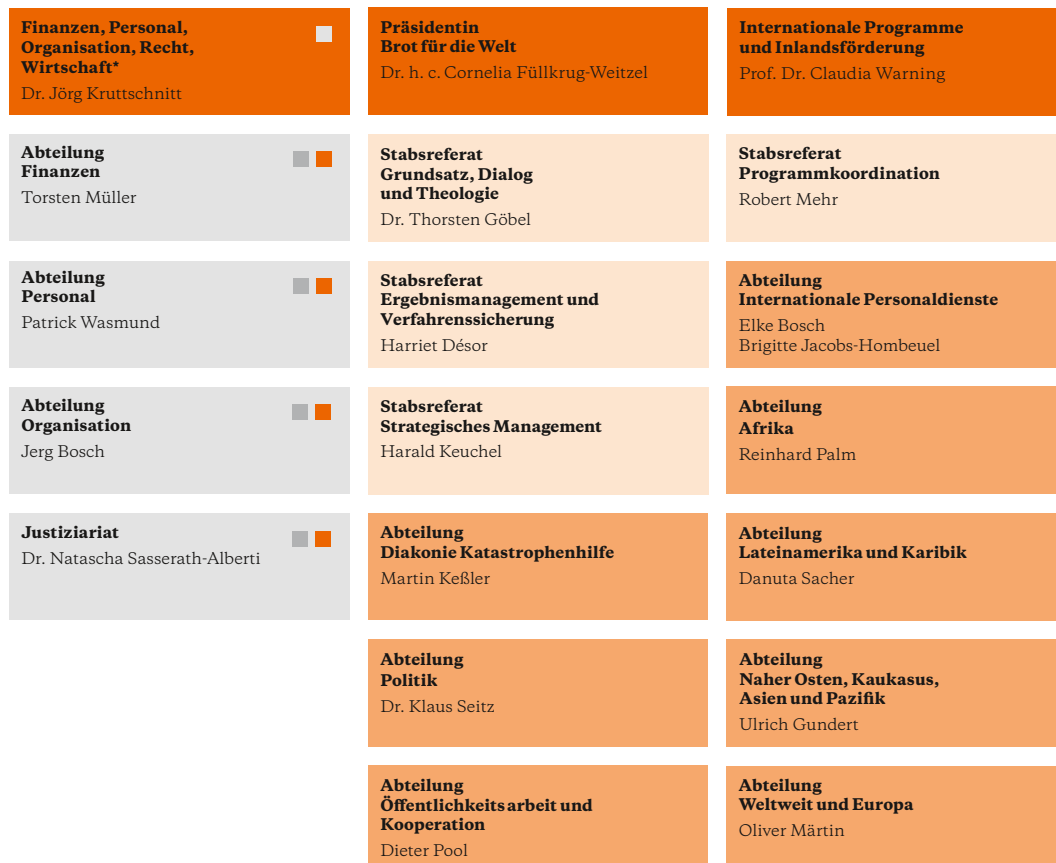 Finanzen, Personal,
Organisation, Recht,
Wirtschaft*
Dr. Jörg Kruttschnitt
Abteilung
Finanzen
Torsten Müller
Abteilung
Personal
Patrick Wasmund
Abteilung
Organisation
Jerg Bosch
Justiziariat
Dr. Natascha Sasserath-Alberti
Präsidentin
Brot für die Welt
Dr. h. c. Cornelia Füllkrug-Weitzel
Stabsreferat
Grundsatz, Dialog
und Theologie
Dr. Thorsten Göbel
Stabsreferat
Ergebnismanagement und
Verfahrenssicherung
Harriet Désor
Stabsreferat
Strategisches Management
Harald Keuchel
Abteilung
Diakonie Katastrophenhilfe
Martin Keßler
Abteilung
Politik
Dr. Klaus Seitz
Abteilung
Öffentlichkeitsarbeit und
Kooperation
Dieter Pool
Internationale Programme
und Inlandsförderung
Prof. Dr. Claudia Warning
Stabsreferat
Programmkoordination
Robert Mehr
Abteilung
Internationale Personaldienste
Elke Bosch
Brigitte Jacobs-Hombeuel
Abteilung
Afrika
Reinhard Palm
Abteilung
Lateinamerika und Karibik
Danuta Sacher
Abteilung
Naher Osten, Kaukasus,
Asien und Pazifik
Ulrich Gundert
Abteilung
Weltweit und Europa
Oliver Märtin